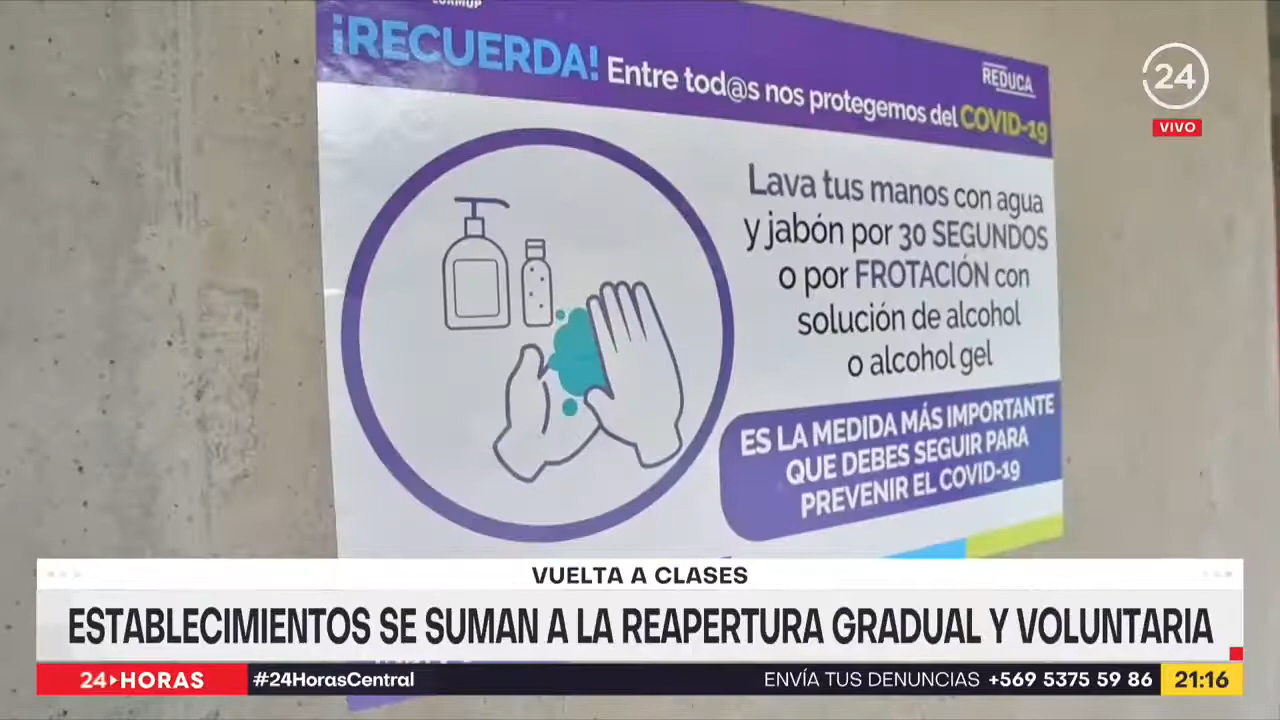 CORMUP
¡RECUERDA! Entre tod@s nos protegemos del COVID-19
REDUCA
24
VIVO
Lava tus manos con agua
y jabón por 30 SEGUNDOS
o por FROTACIÓN con
solución de alcohol
o alcohol gel
ES LA MEDIDA MÁS IMPORTANTE
QUE DEBES SEGUIR PARA
PREVENIR EL COVID-19
VUELTA A CLASES
ESTABLECIMIENTOS SE SUMAN A LA REAPERTURA GRADUAL Y VOLUNTARIA
24 HORAS
#24HorasCentral
ENVÍA TUS DENUNCIAS +569 5375 59 86
21:16